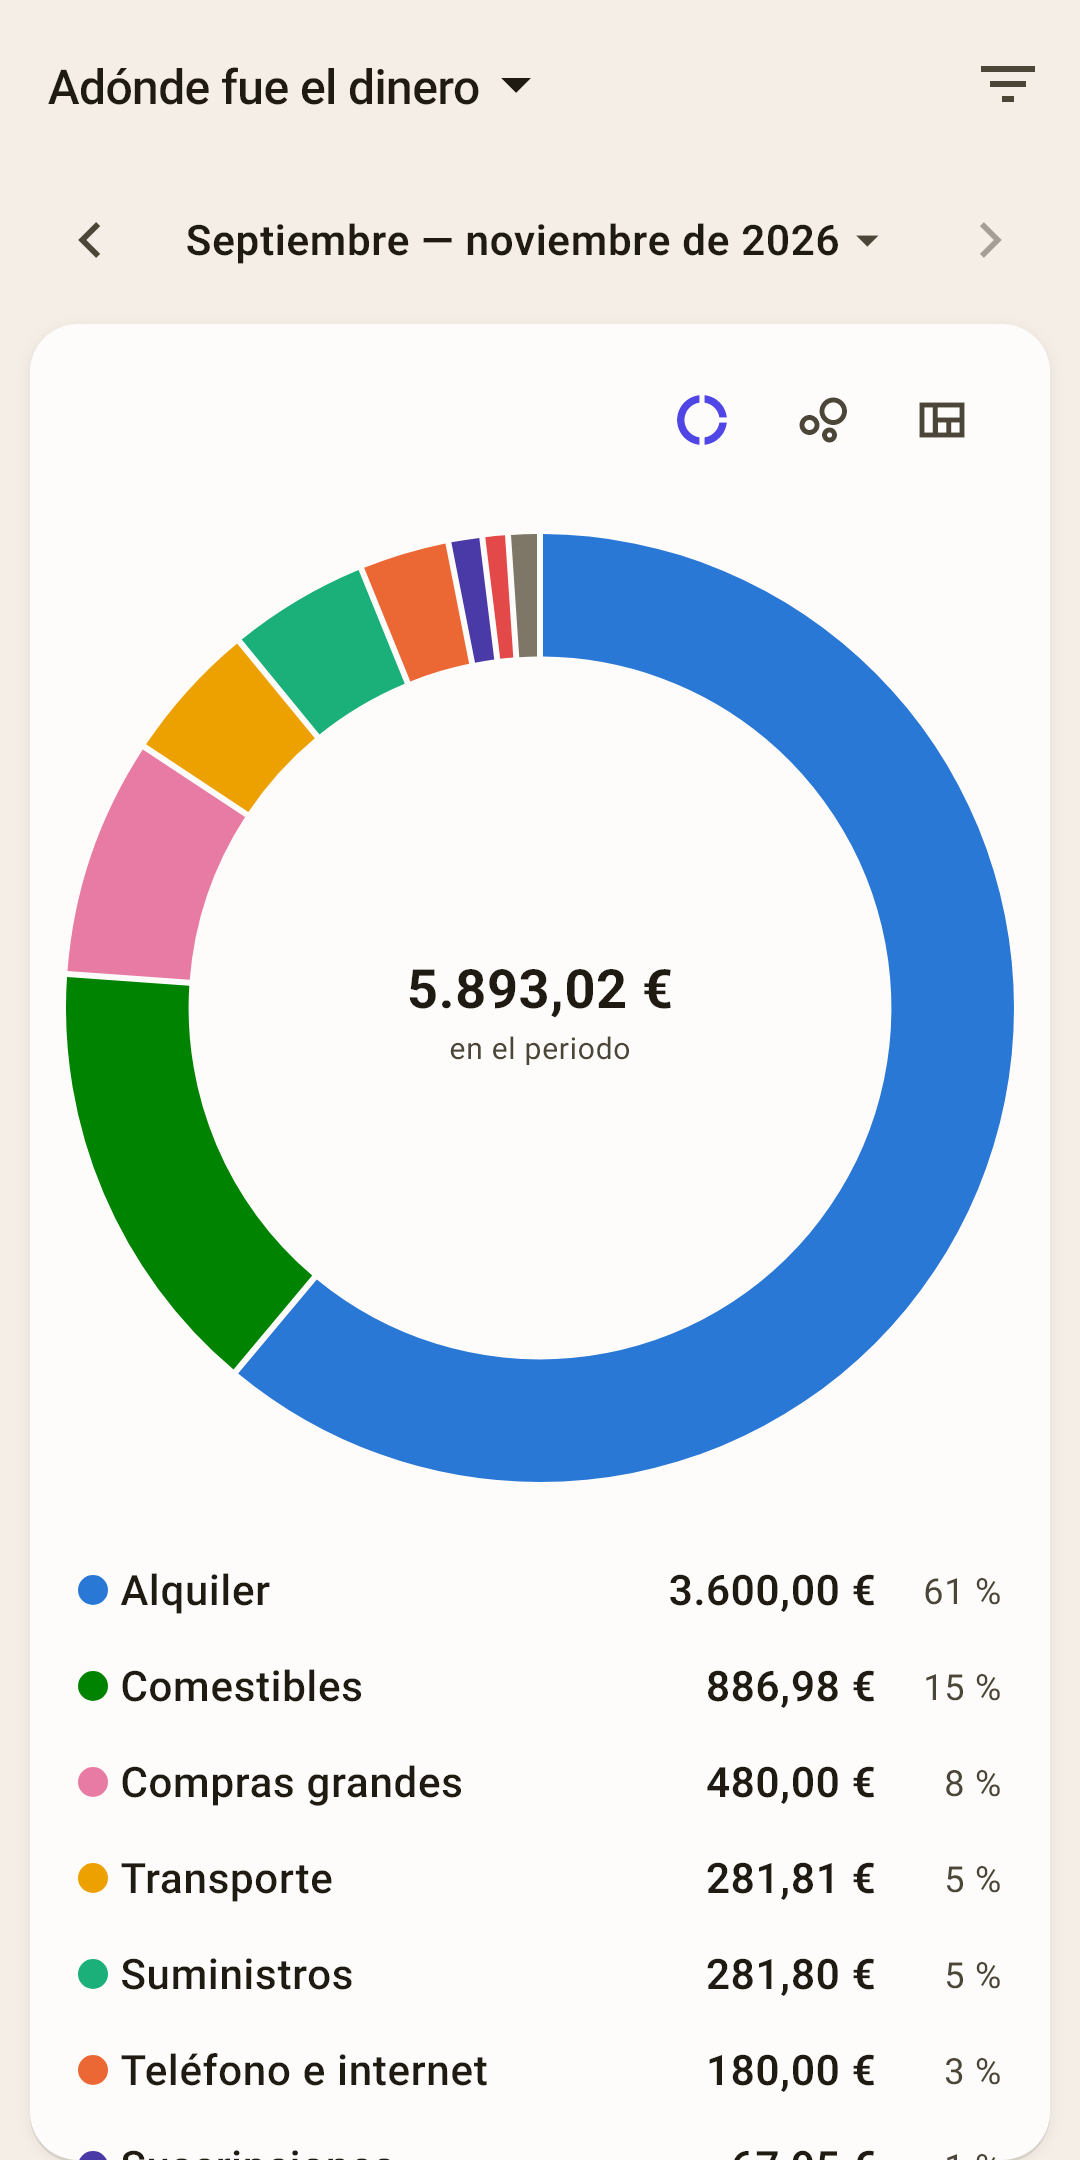 Adónde fue el dinero
Septiembre – noviembre de 2026
5.893,02 €
en el periodo
Alquiler 3.600,00 € 61 %
Comestibles 886,98 € 15 %
Compras grandes 480,00 € 8 %
Transporte 281,81 € 5 %
Suministros 281,80 € 5 %
Teléfono e internet 180,00 € 3 %